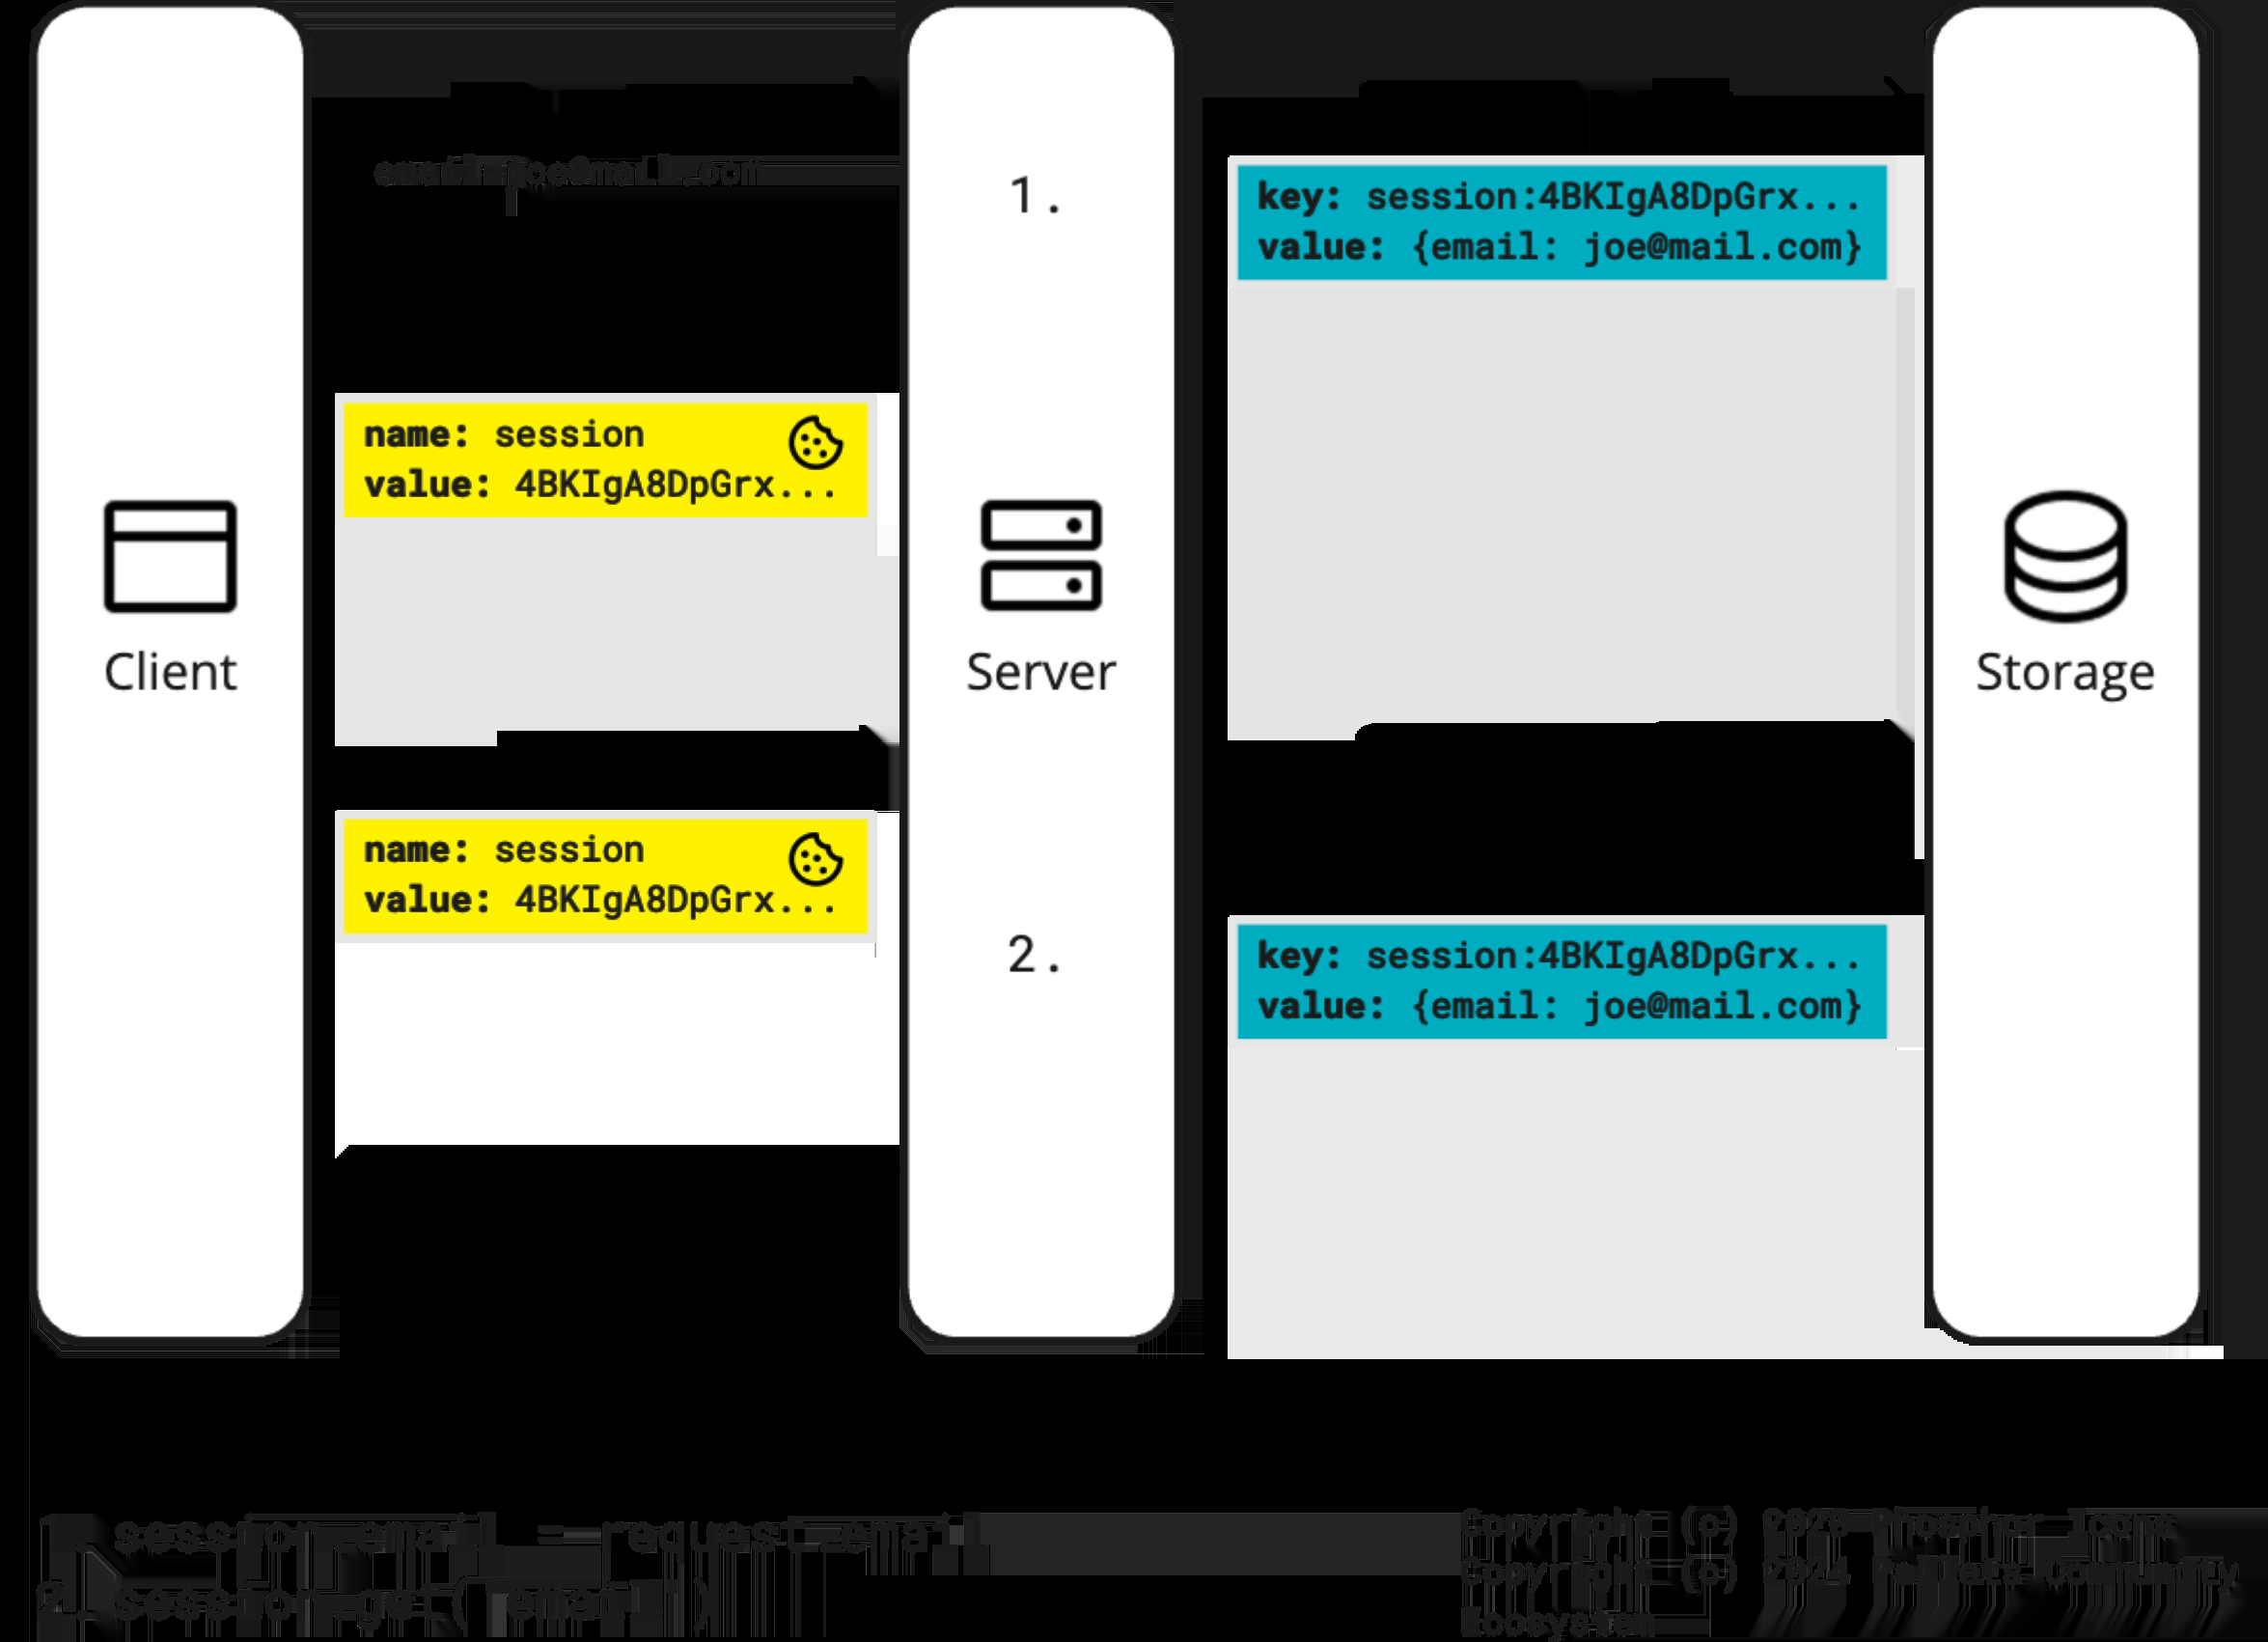 email=joe@mail.com
1.
key: session:4BKIgA8DpGrx...
value: {email: joe@mail.com}
name: session
value: 4BKIgA8DpGrx...
Client
Server
Storage
name: session
value: 4BKIgA8DpGrx...
2.
key: session:4BKIgA8DpGrx...
value: {email: joe@mail.com}
1. session.email = request.email
2. session.get("email")
Copyright (c) 2023 Phosphor Icons
Copyright (c) 2024 Pallets Community
Ecosystem